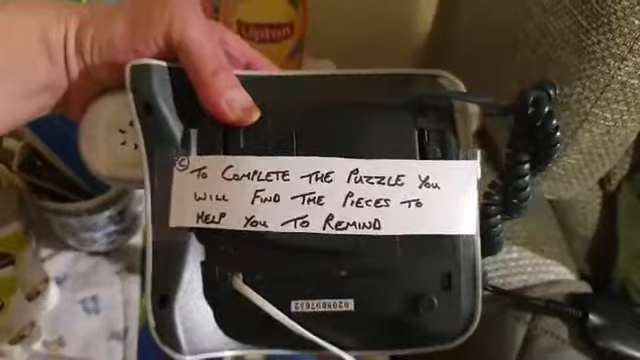 Lipton
© To Complete The Puzzle You
Will Find The Pieces To
Help You To Remind